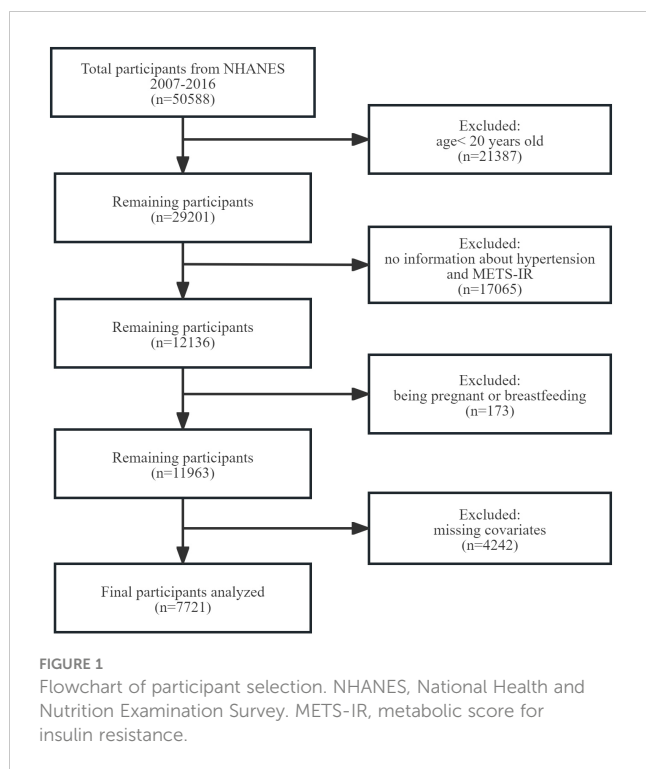 Total participants from NHANES
2007-2016
(n=50588)
Excluded:
age< 20 years old
(n=21387)
Remaining participants
(n=29201)
Excluded:
no information about hypertension
and METS-IR
(n=17065)
Remaining participants
(n=12136)
Excluded:
being pregnant or breastfeeding
(n=173)
Remaining participants
(n=11963)
Excluded:
missing covariates
(n=4242)
Final participants analyzed
(n=7721)
FIGURE 1
Flowchart of participant selection. NHANES, National Health and
Nutrition Examination Survey. METS-IR, metabolic score for
insulin resistance.